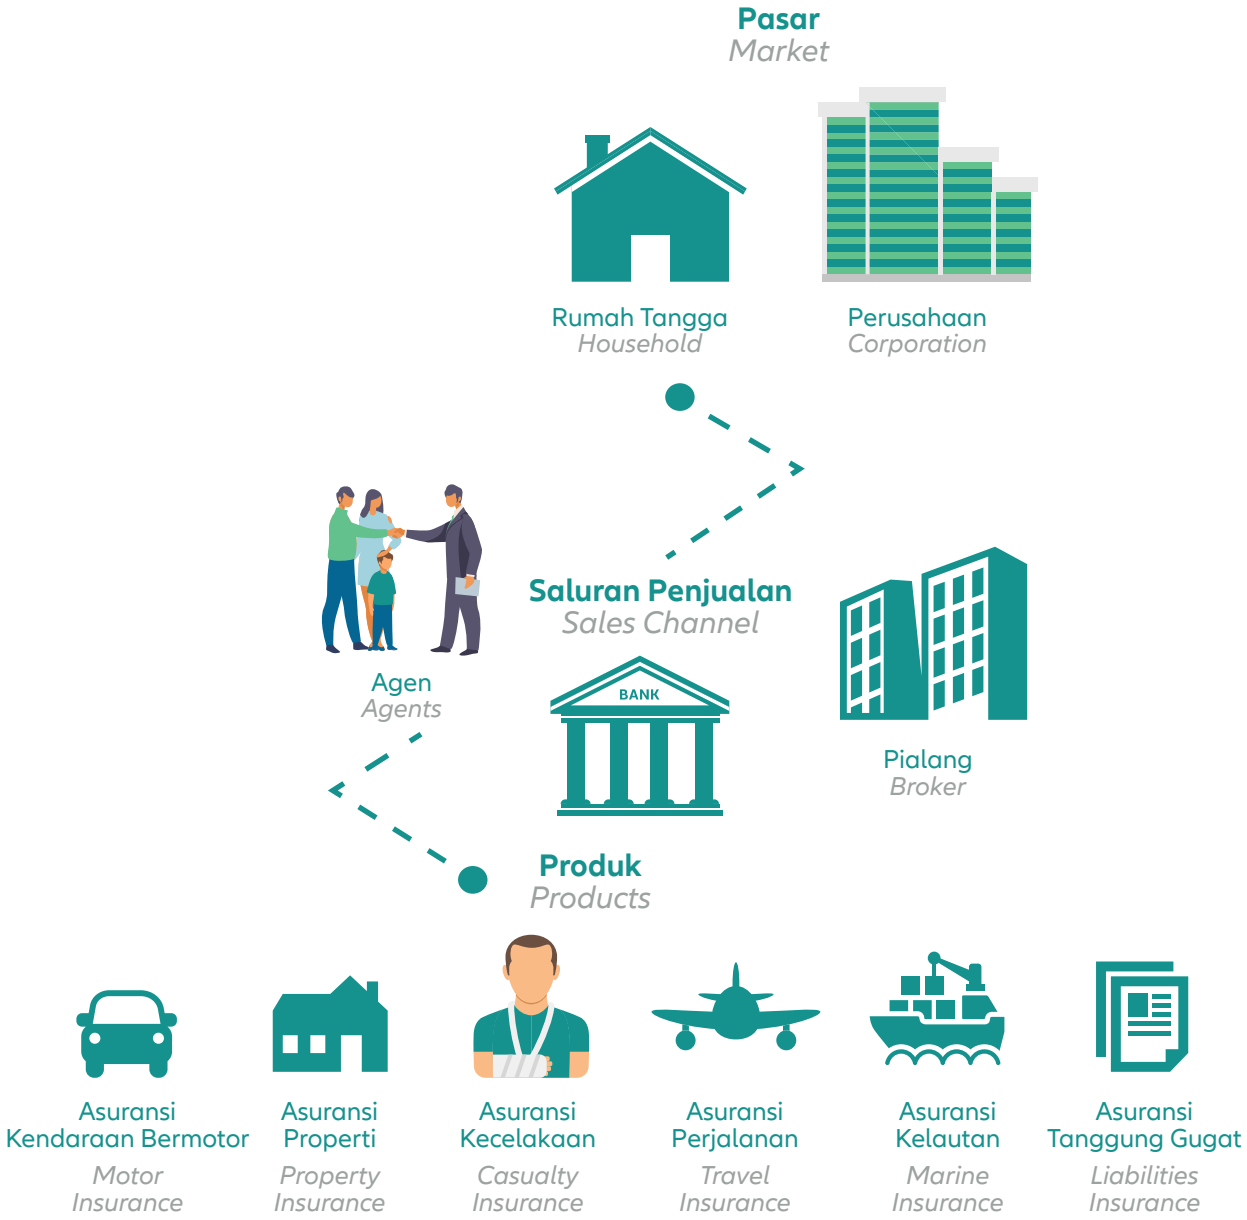 Pasar
Market
Rumah Tangga
Household
Perusahaan
Corporation
Saluran Penjualan
Sales Channel
Agen
Agents
BANK
Pialang
Broker
Produk
Products
Asuransi
Kendaraan Bermotor
Motor
Insurance
Asuransi
Properti
Property
Insurance
Asuransi
Kecelakaan
Casualty
Insurance
Asuransi
Perjalanan
Travel
Insurance
Asuransi
Kelautan
Marine
Insurance
Asuransi
Tanggung Gugat
Liabilities
Insurance